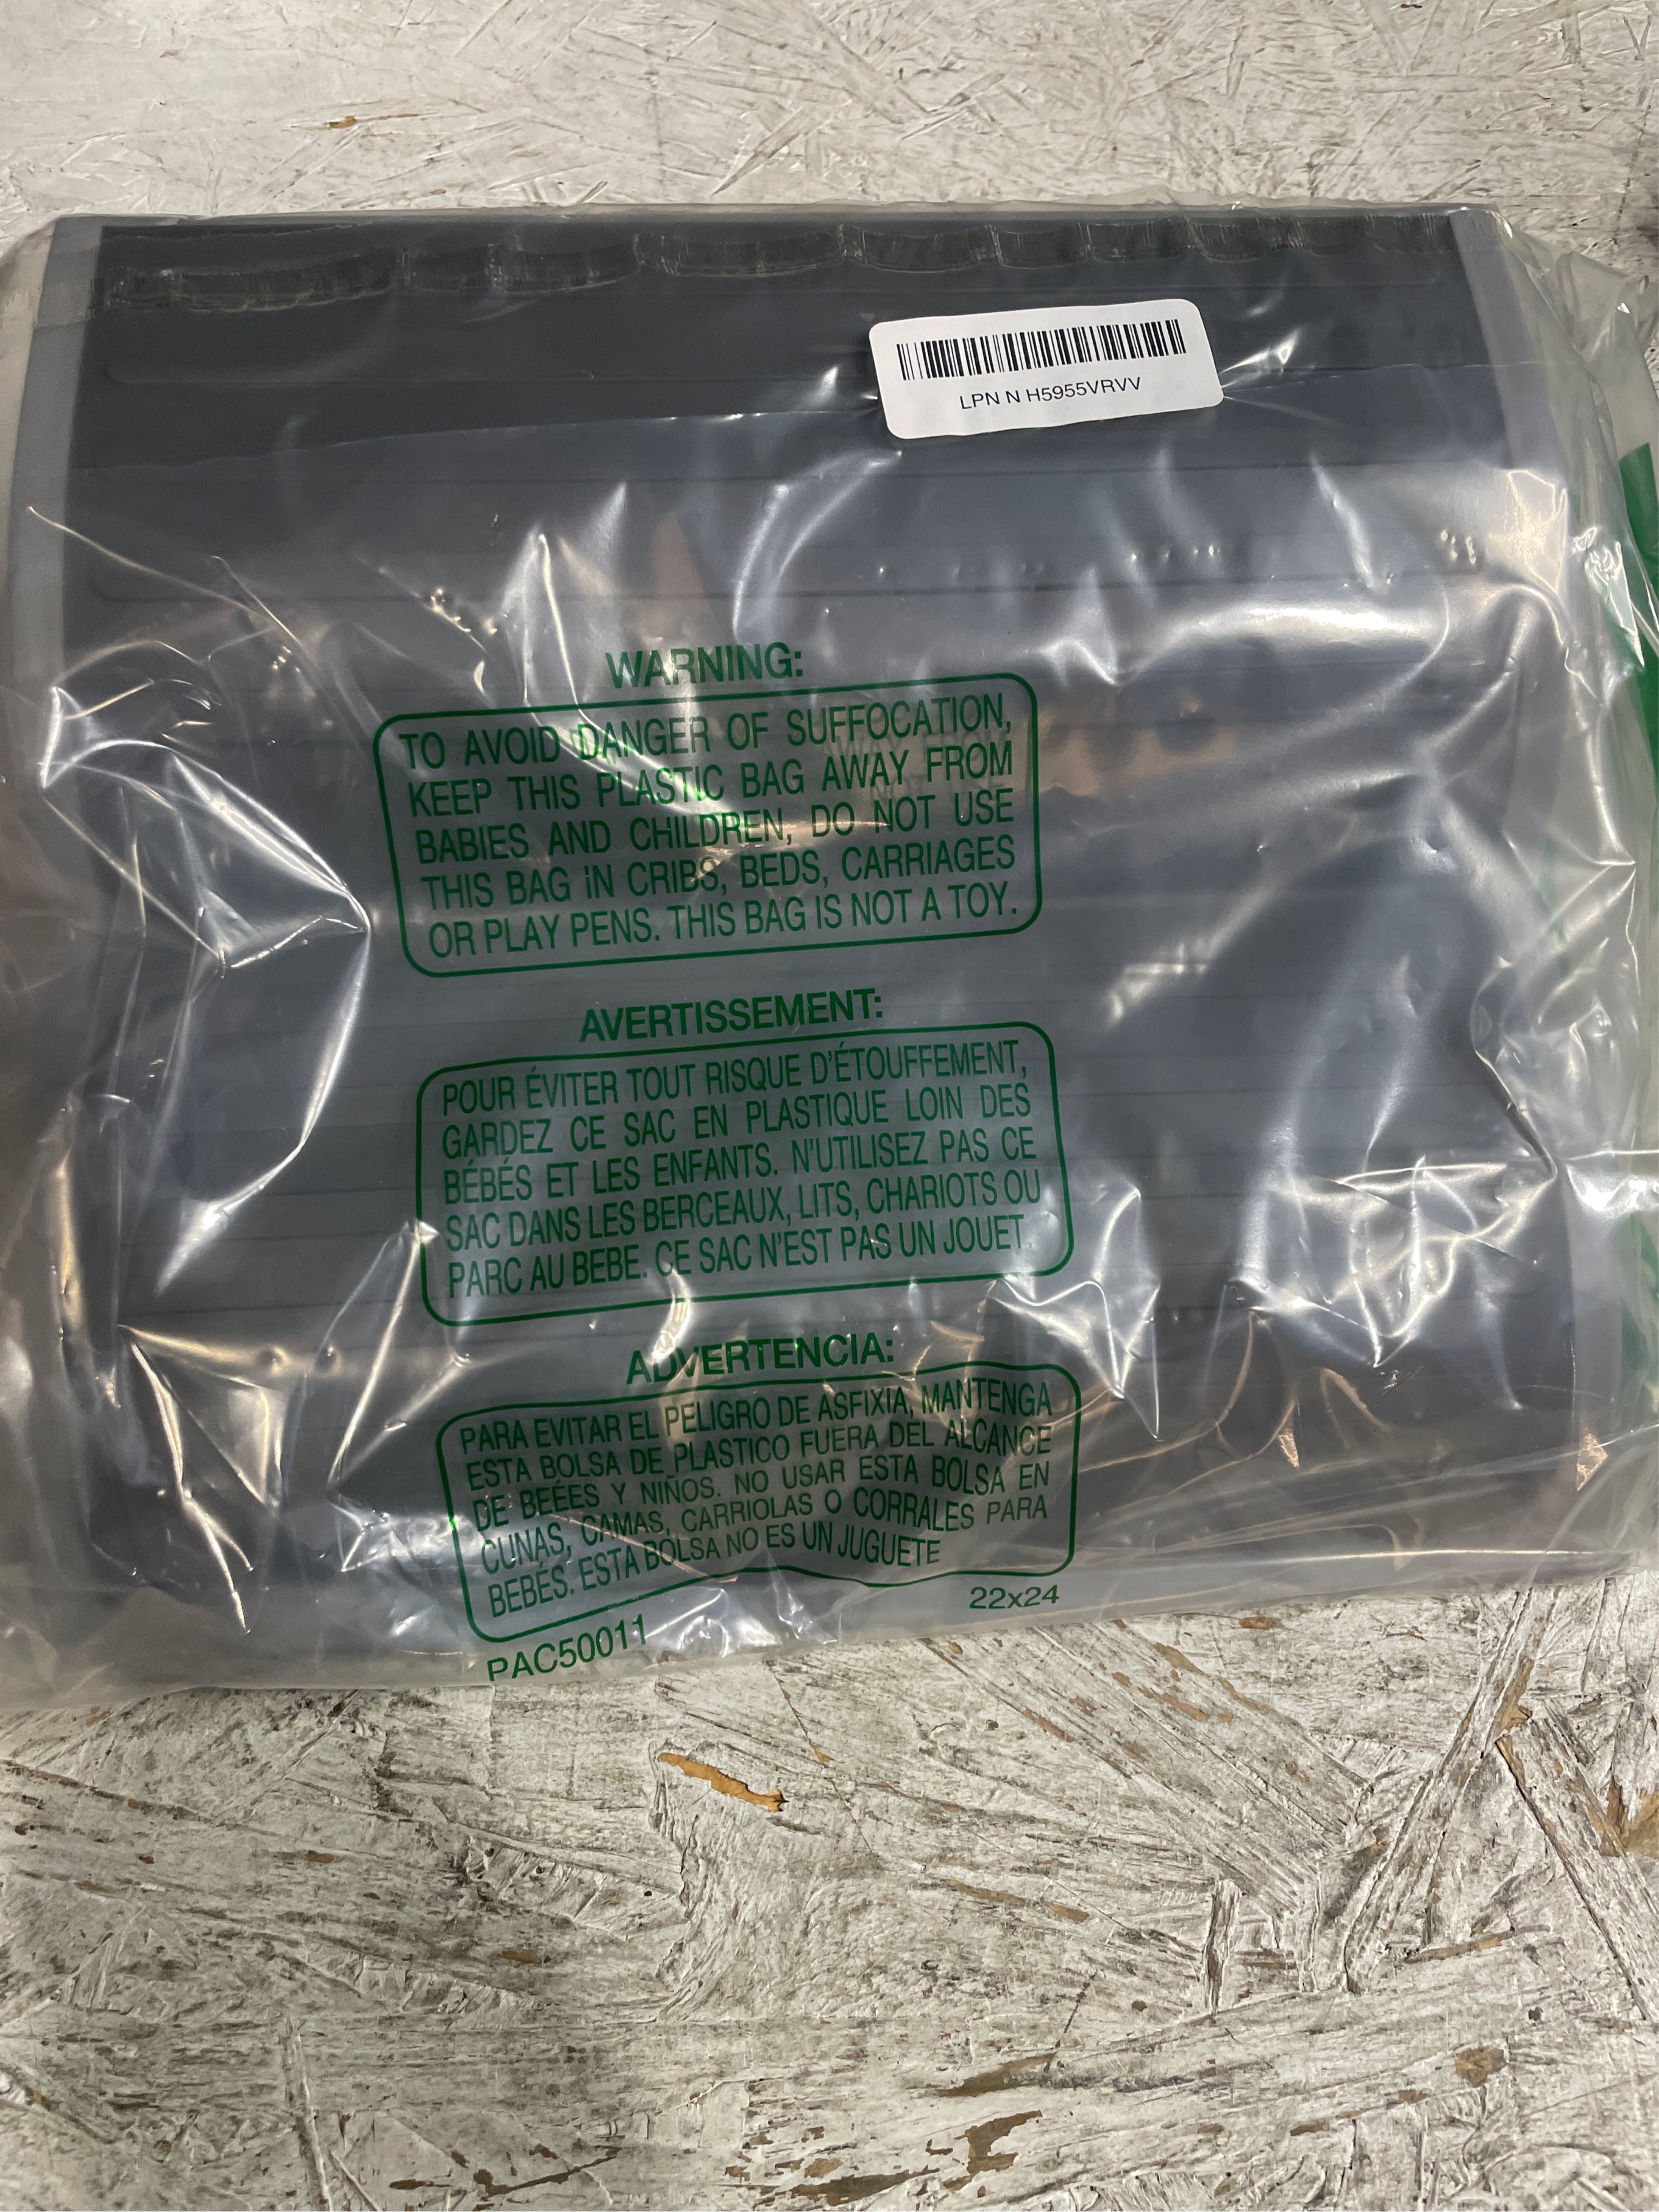 LPN N H5955VRVV
WARNING:
TO AVOID DANGER OF SUFFOCATION,
KEEP THIS PLASTIC BAG AWAY FROM
BABIES AND CHILDREN, DO NOT USE
THIS BAG iN CRIBS, BEDS, CARRIAGES
OR PLAY PENS. THIS BAG IS NOT A TOY.
AVERTISSEMENT:
POUR ÉVITER TOUT RISQUE D'ÉTOUFFEMENT,
GARDEZ CE SAC EN PLASTIQUE LOIN DES
BÉBÉS ET LES ENFANTS. N'UTILISEZ PAS CE
SAC DANS LES BERCEAUX, LITS, CHARIOTS OU
PARC AU BEBE. CE SAC N'EST PAS UN JOUET.
ADVERTENCIA:
PARA EVITAR EL PELIGRO DE ASFIXIA, MANTENGA
ESTA BOLSA DE PLASTICO FUERA DEL ALCANCE
DE BEÉES Y NIÑOS. NO USAR ESTA BOLSA EN
CUNAS, CAMAS, CARRIOLAS O CORRALES PARA
BEBÉS. ESTA BOLSA NO ES UN JUGUETE
22x24
PAC50011